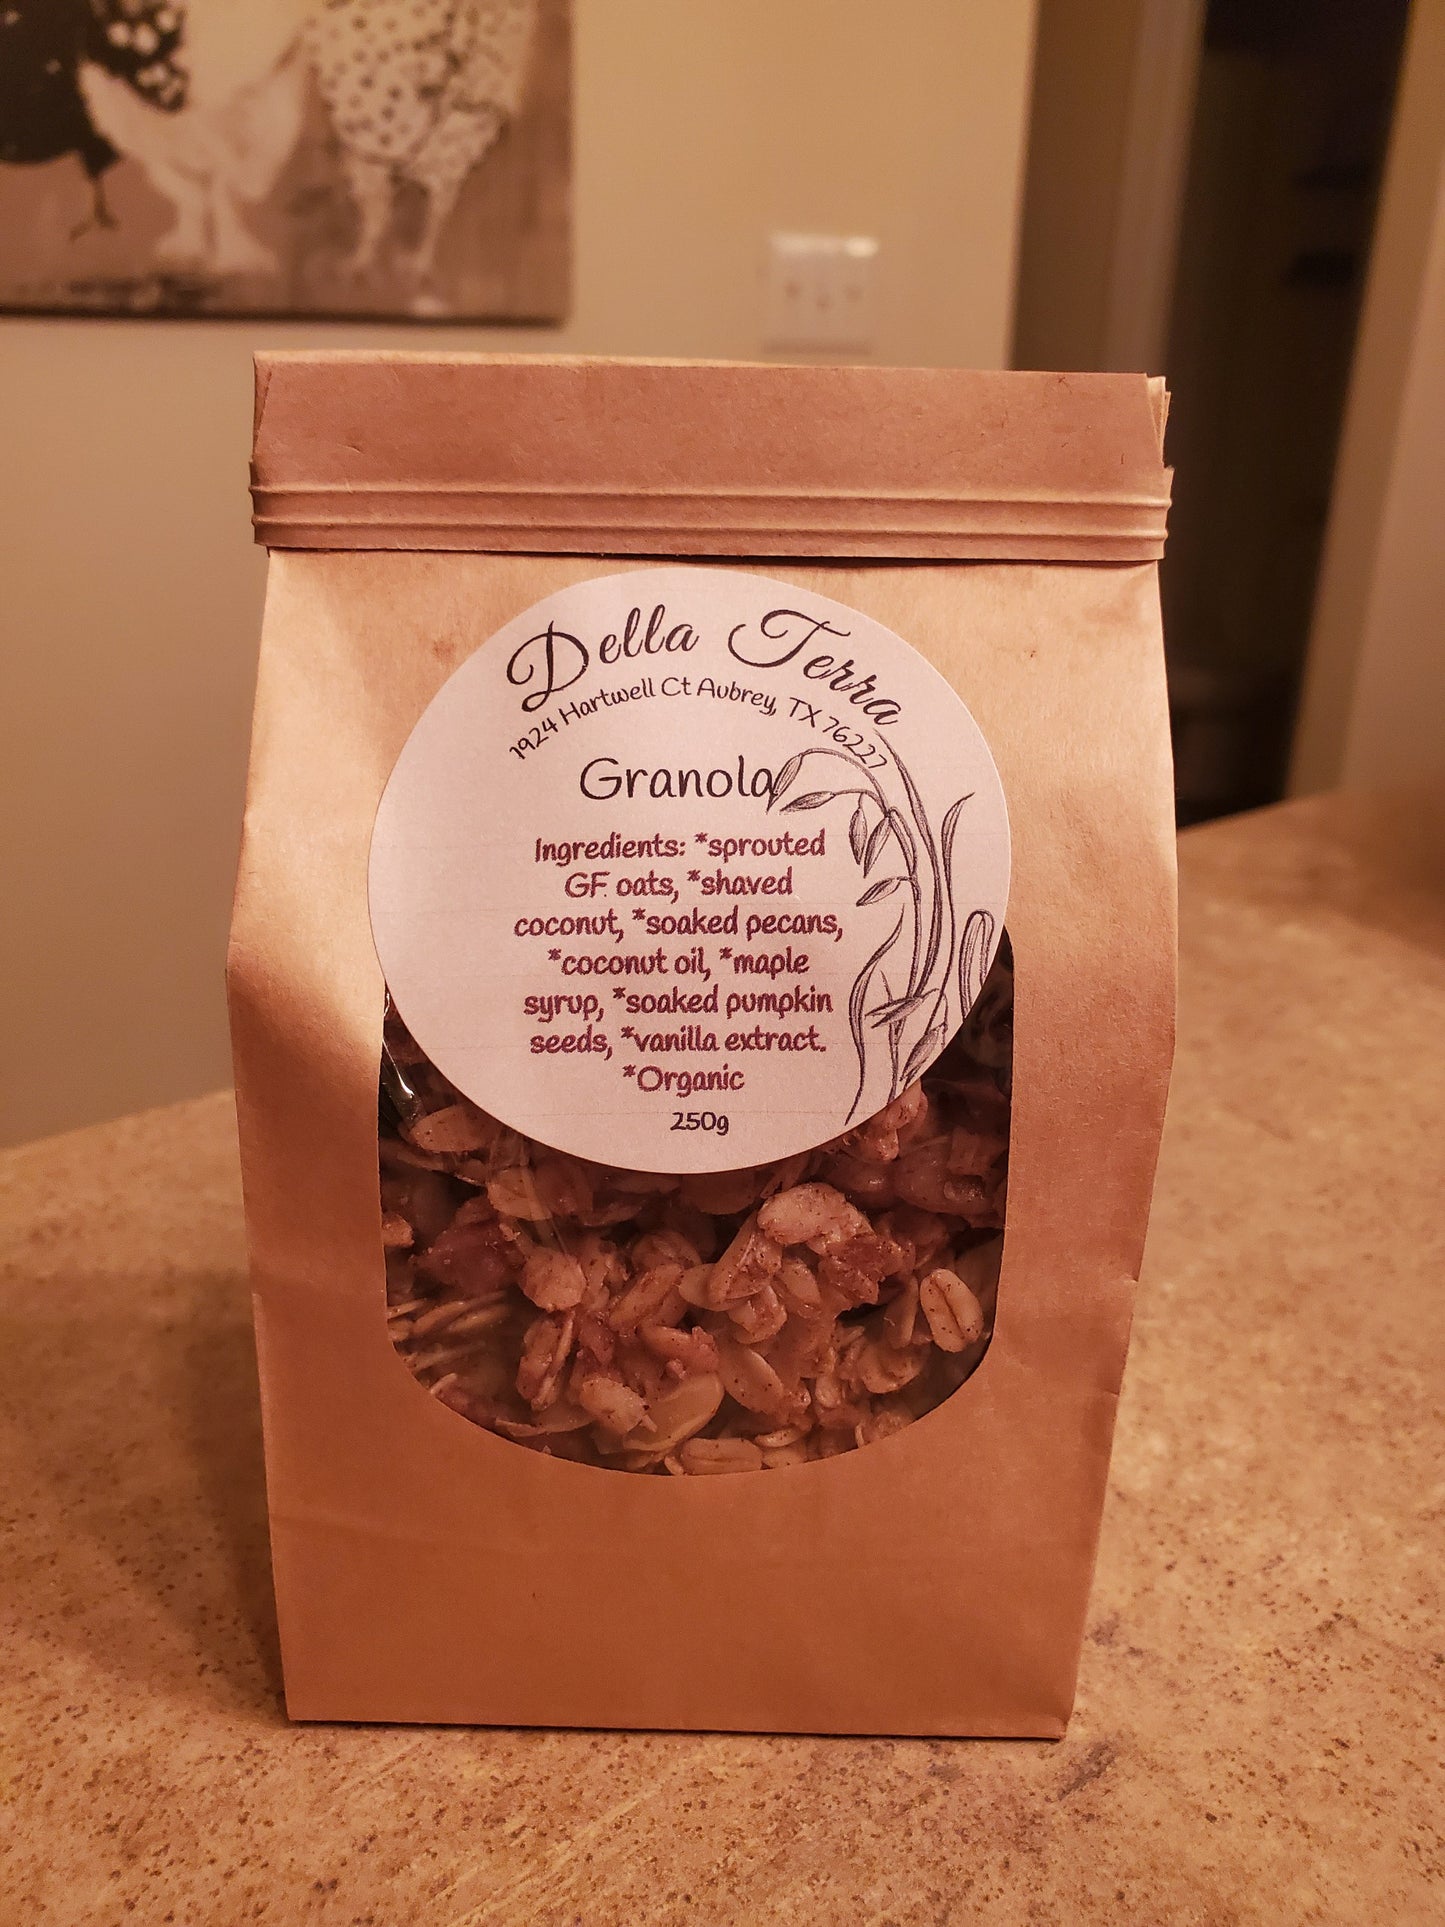 Della Terra
1924 Hartwell Ct Aubrey, TX 76227
Granola
Ingredients: *sprouted
GF oats, *shaved
coconut, *soaked pecans,
*coconut oil, *maple
syrup, *soaked pumpkin
seeds, *vanilla extract.
*Organic
250g